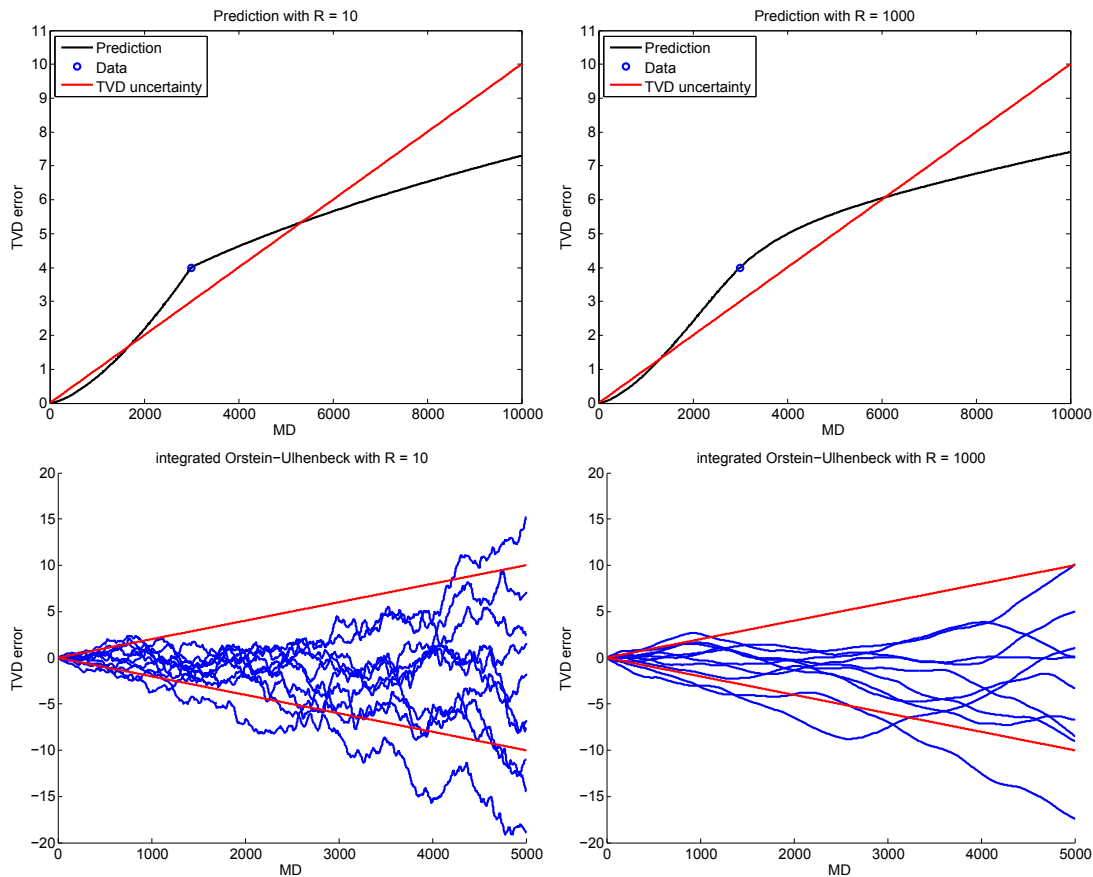 Prediction with R = 10
11
10
9
8
7
6
5
4
3
2
1
0
TVD error
Prediction
Data
TVD uncertainty
0 2000 4000 6000 8000 10000
MD
Prediction with R = 1000
11
10
9
8
7
6
5
4
3
2
1
0
TVD error
Prediction
Data
TVD uncertainty
0 2000 4000 6000 8000 10000
MD
integrated Orstein−Ulhenbeck with R = 10
20
15
10
5
0
−5
−10
−15
−20
TVD error
0 1000 2000 3000 4000 5000
MD
integrated Orstein−Ulhenbeck with R = 1000
20
15
10
5
0
−5
−10
−15
−20
TVD error
0 1000 2000 3000 4000 5000
MD